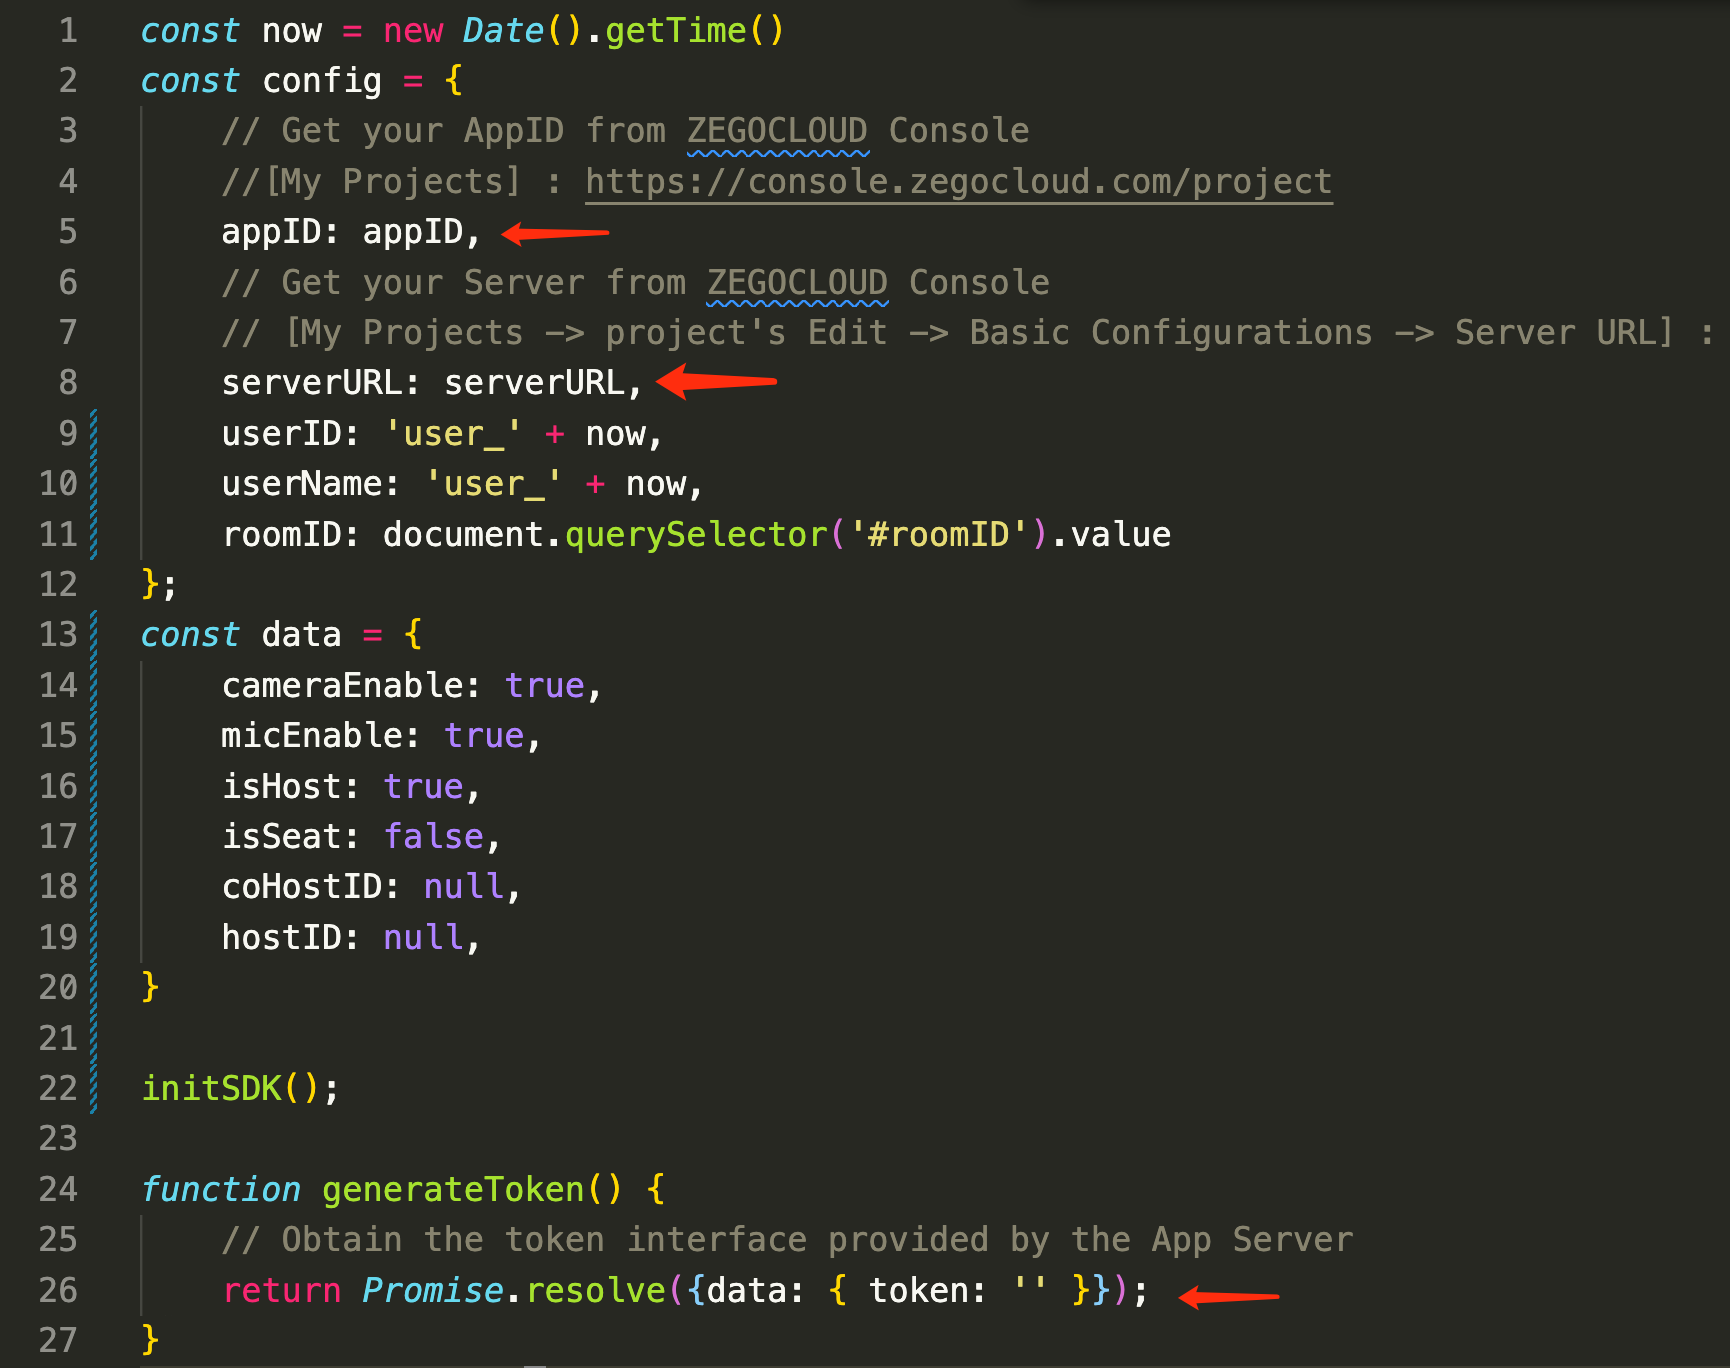 1 const now = new Date().getTime()
2 const config = {
3 // Get your AppID from ZEGOCLOUD Console
4 //[My Projects] : https://console.zegocloud.com/project
5 appID: appID,
6 // Get your Server from ZEGOCLOUD Console
7 // [My Projects -> project's Edit -> Basic Configurations -> Server URL] :
8 serverURL: serverURL,
9 userID: 'user_' + now,
10 userName: 'user_' + now,
11 roomID: document.querySelector('#roomID').value
12 };
13 const data = {
14 cameraEnable: true,
15 micEnable: true,
16 isHost: true,
17 isSeat: false,
18 coHostID: null,
19 hostID: null,
20 }
21
22 initSDK();
23
24 function generateToken() {
25 // Obtain the token interface provided by the App Server
26 return Promise.resolve({data: { token: '' }});
27 }